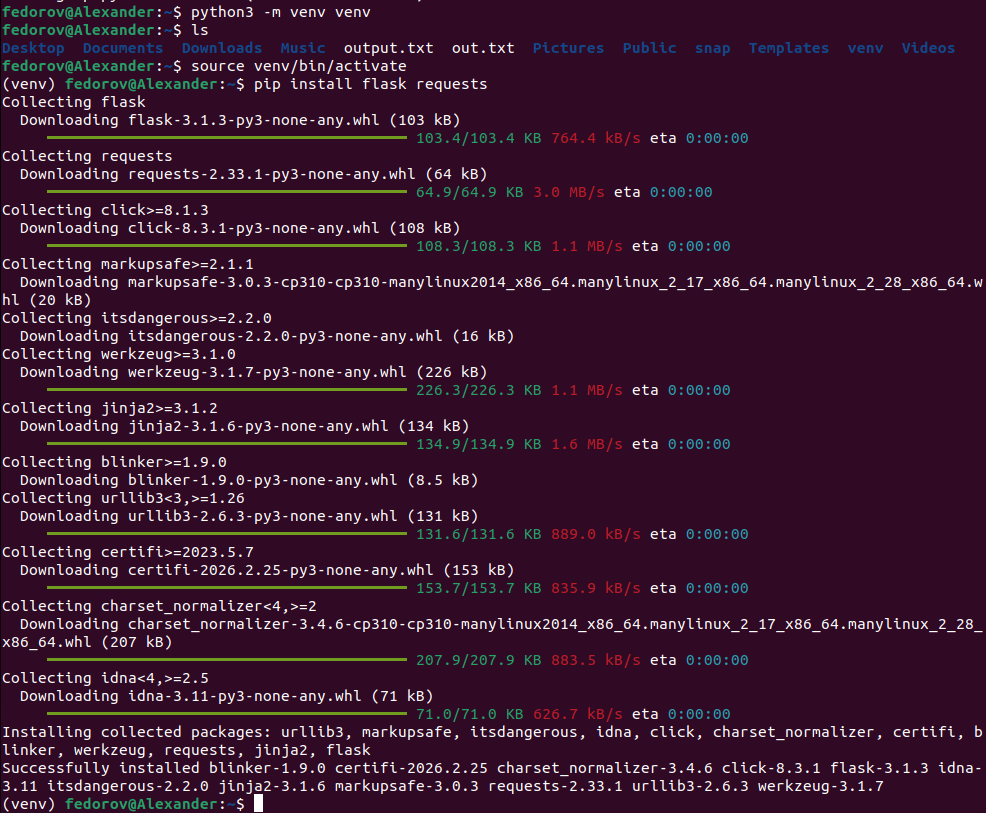 fedorov@Alexander:~$ python3 -m venv venv
fedorov@Alexander:~$ ls
Desktop  Documents  Downloads  Music  output.txt  out.txt  Pictures  Public  snap  Templates  venv  Videos
fedorov@Alexander:~$ source venv/bin/activate
(venv) fedorov@Alexander:~$ pip install flask requests
Collecting flask
  Downloading flask-3.1.3-py3-none-any.whl (103 kB)
     103.4/103.4 KB 764.4 kB/s eta 0:00:00
Collecting requests
  Downloading requests-2.33.1-py3-none-any.whl (64 kB)
     64.9/64.9 KB 3.0 MB/s eta 0:00:00
Collecting click>=8.1.3
  Downloading click-8.3.1-py3-none-any.whl (108 kB)
     108.3/108.3 KB 1.1 MB/s eta 0:00:00
Collecting markupsafe>=2.1.1
  Downloading markupsafe-3.0.3-cp310-cp310-manylinux2014_x86_64.manylinux_2_17_x86_64.manylinux_2_28_x86_64.w
hl (20 kB)
Collecting itsdangerous>=2.2.0
  Downloading itsdangerous-2.2.0-py3-none-any.whl (16 kB)
Collecting werkzeug>=3.1.0
  Downloading werkzeug-3.1.7-py3-none-any.whl (226 kB)
     226.3/226.3 KB 1.1 MB/s eta 0:00:00
Collecting jinja2>=3.1.2
  Downloading jinja2-3.1.6-py3-none-any.whl (134 kB)
     134.9/134.9 KB 1.6 MB/s eta 0:00:00
Collecting blinker>=1.9.0
  Downloading blinker-1.9.0-py3-none-any.whl (8.5 kB)
Collecting urllib3<3,>=1.26
  Downloading urllib3-2.6.3-py3-none-any.whl (131 kB)
     131.6/131.6 KB 889.0 kB/s eta 0:00:00
Collecting certifi>=2023.5.7
  Downloading certifi-2026.2.25-py3-none-any.whl (153 kB)
     153.7/153.7 KB 835.9 kB/s eta 0:00:00
Collecting charset_normalizer<4,>=2
  Downloading charset_normalizer-3.4.6-cp310-cp310-manylinux2014_x86_64.manylinux_2_17_x86_64.manylinux_2_28_
x86_64.whl (207 kB)
     207.9/207.9 KB 883.5 kB/s eta 0:00:00
Collecting idna<4,>=2.5
  Downloading idna-3.11-py3-none-any.whl (71 kB)
     71.0/71.0 KB 626.7 kB/s eta 0:00:00
Installing collected packages: urllib3, markupsafe, itsdangerous, idna, click, charset_normalizer, certifi, b
linker, werkzeug, requests, jinja2, flask
Successfully installed blinker-1.9.0 certifi-2026.2.25 charset_normalizer-3.4.6 click-8.3.1 flask-3.1.3 idna-
3.11 itsdangerous-2.2.0 jinja2-3.1.6 markupsafe-3.0.3 requests-2.33.1 urllib3-2.6.3 werkzeug-3.1.7
(venv) fedorov@Alexander:~$